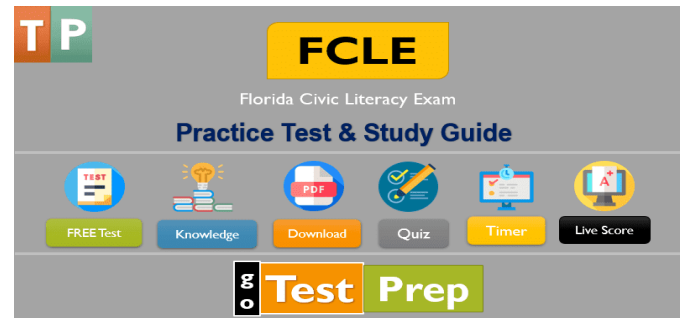 TP
FCLE
Florida Civic Literacy Exam
Practice Test & Study Guide
TEST
PDF
A+
FREE Test
Knowledge
Download
Quiz
Timer
Live Score
go Test Prep